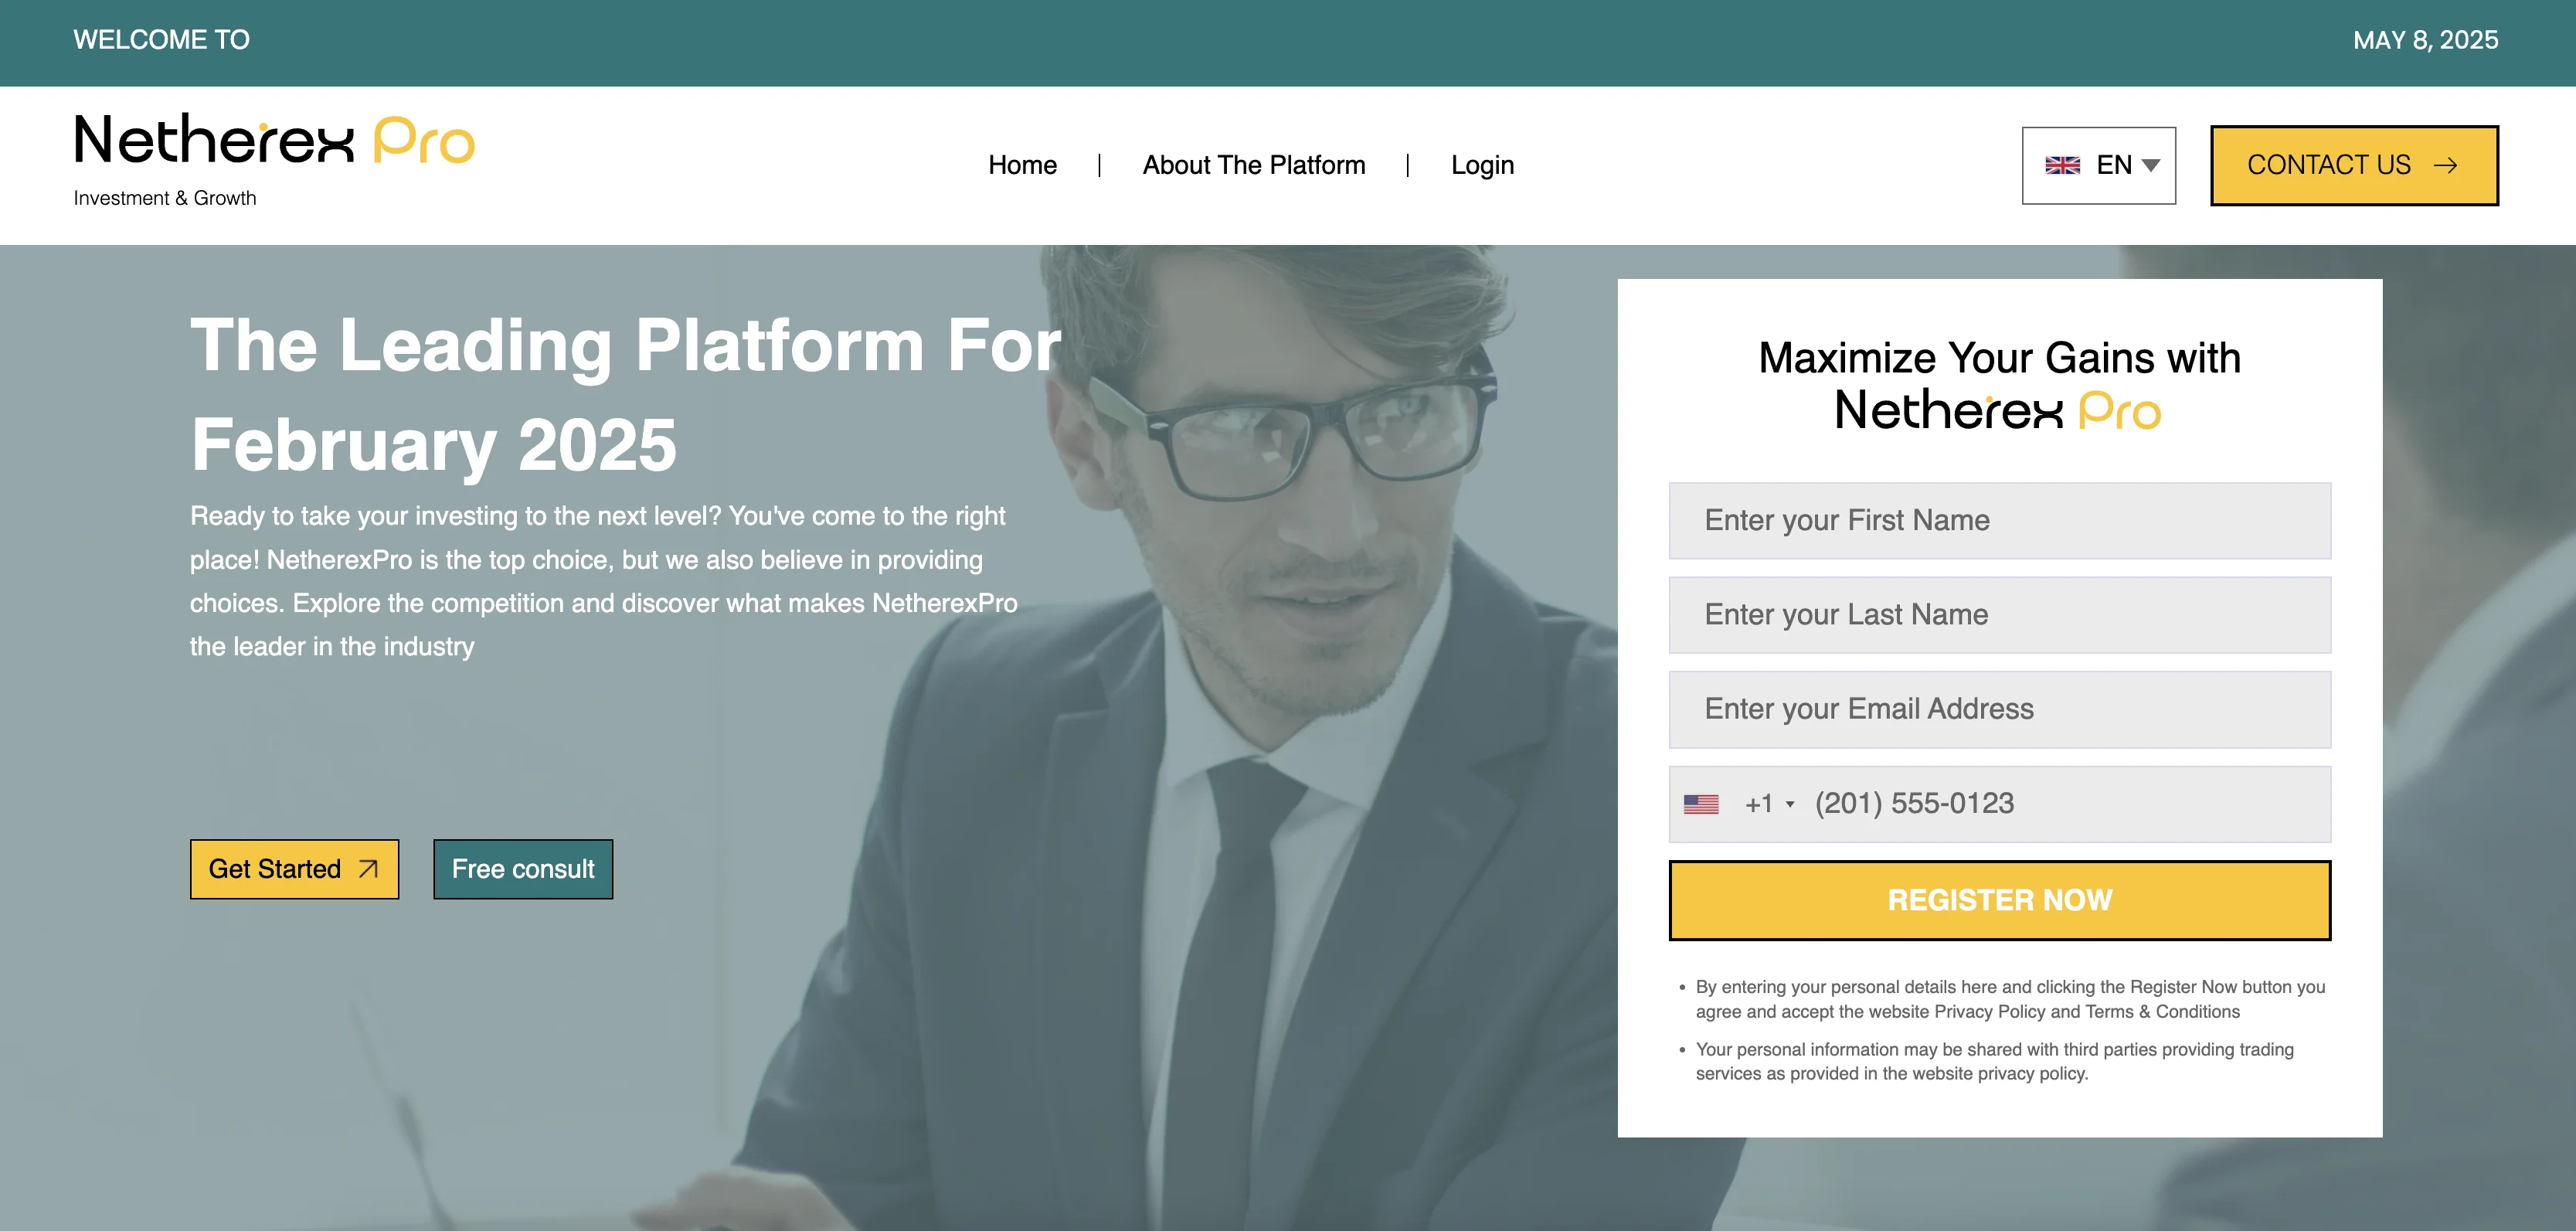 WELCOME TO
MAY 8, 2025
Netherex Pro
Investment & Growth
Home | About The Platform | Login
EN
CONTACT US
The Leading Platform For
February 2025
Ready to take your investing to the next level? You've come to the right
place! NetherexPro is the top choice, but we also believe in providing
choices. Explore the competition and discover what makes NetherexPro
the leader in the industry
Get Started
Free consult
Maximize Your Gains with
Netherex Pro
Enter your First Name
Enter your Last Name
Enter your Email Address
+1 (201) 555-0123
REGISTER NOW
• By entering your personal details here and clicking the Register Now button you
agree and accept the website Privacy Policy and Terms & Conditions
• Your personal information may be shared with third parties providing trading
services as provided in the website privacy policy.